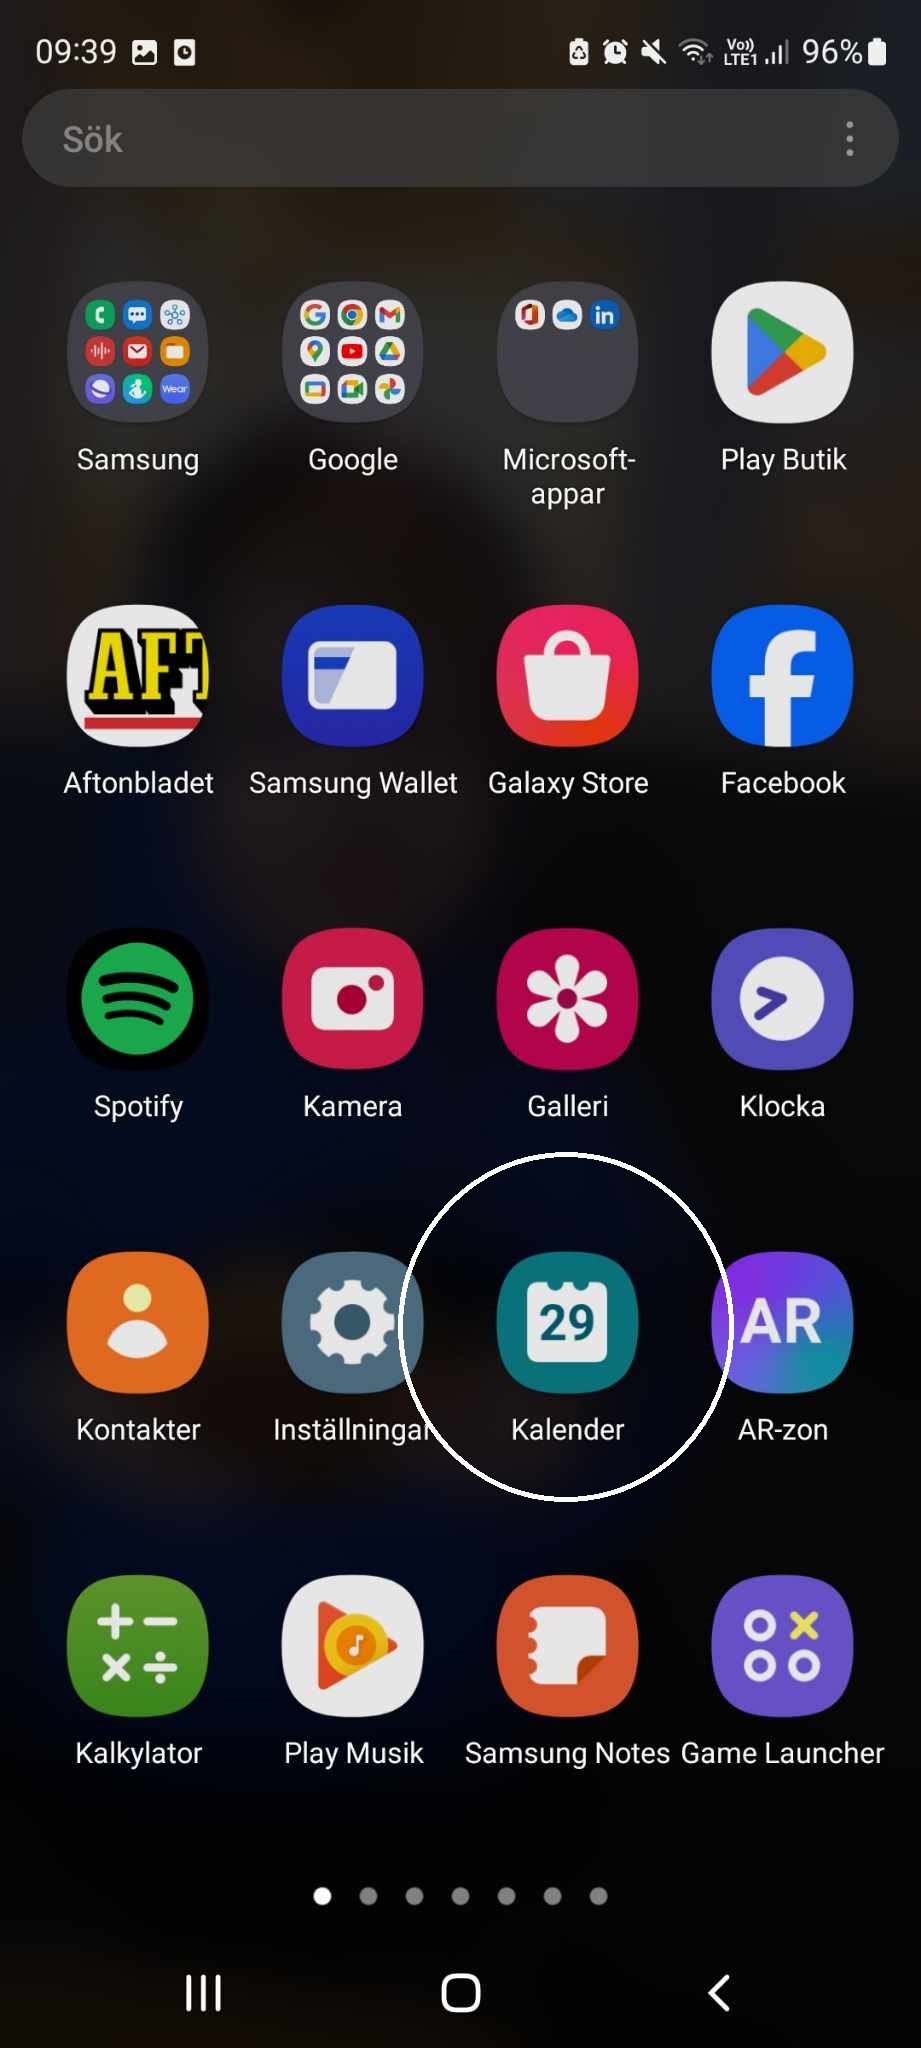 09:39 Vo)) LTE1 96%
Sök
Wear
Samsung Google Microsoft-appar Play Butik
AFT
Aftonbladet Samsung Wallet Galaxy Store Facebook
Spotify Kamera Galleri Klocka
29 AR
Kontakter Inställningar Kalender AR-zon
Kalkylator Play Musik Samsung Notes Game Launcher